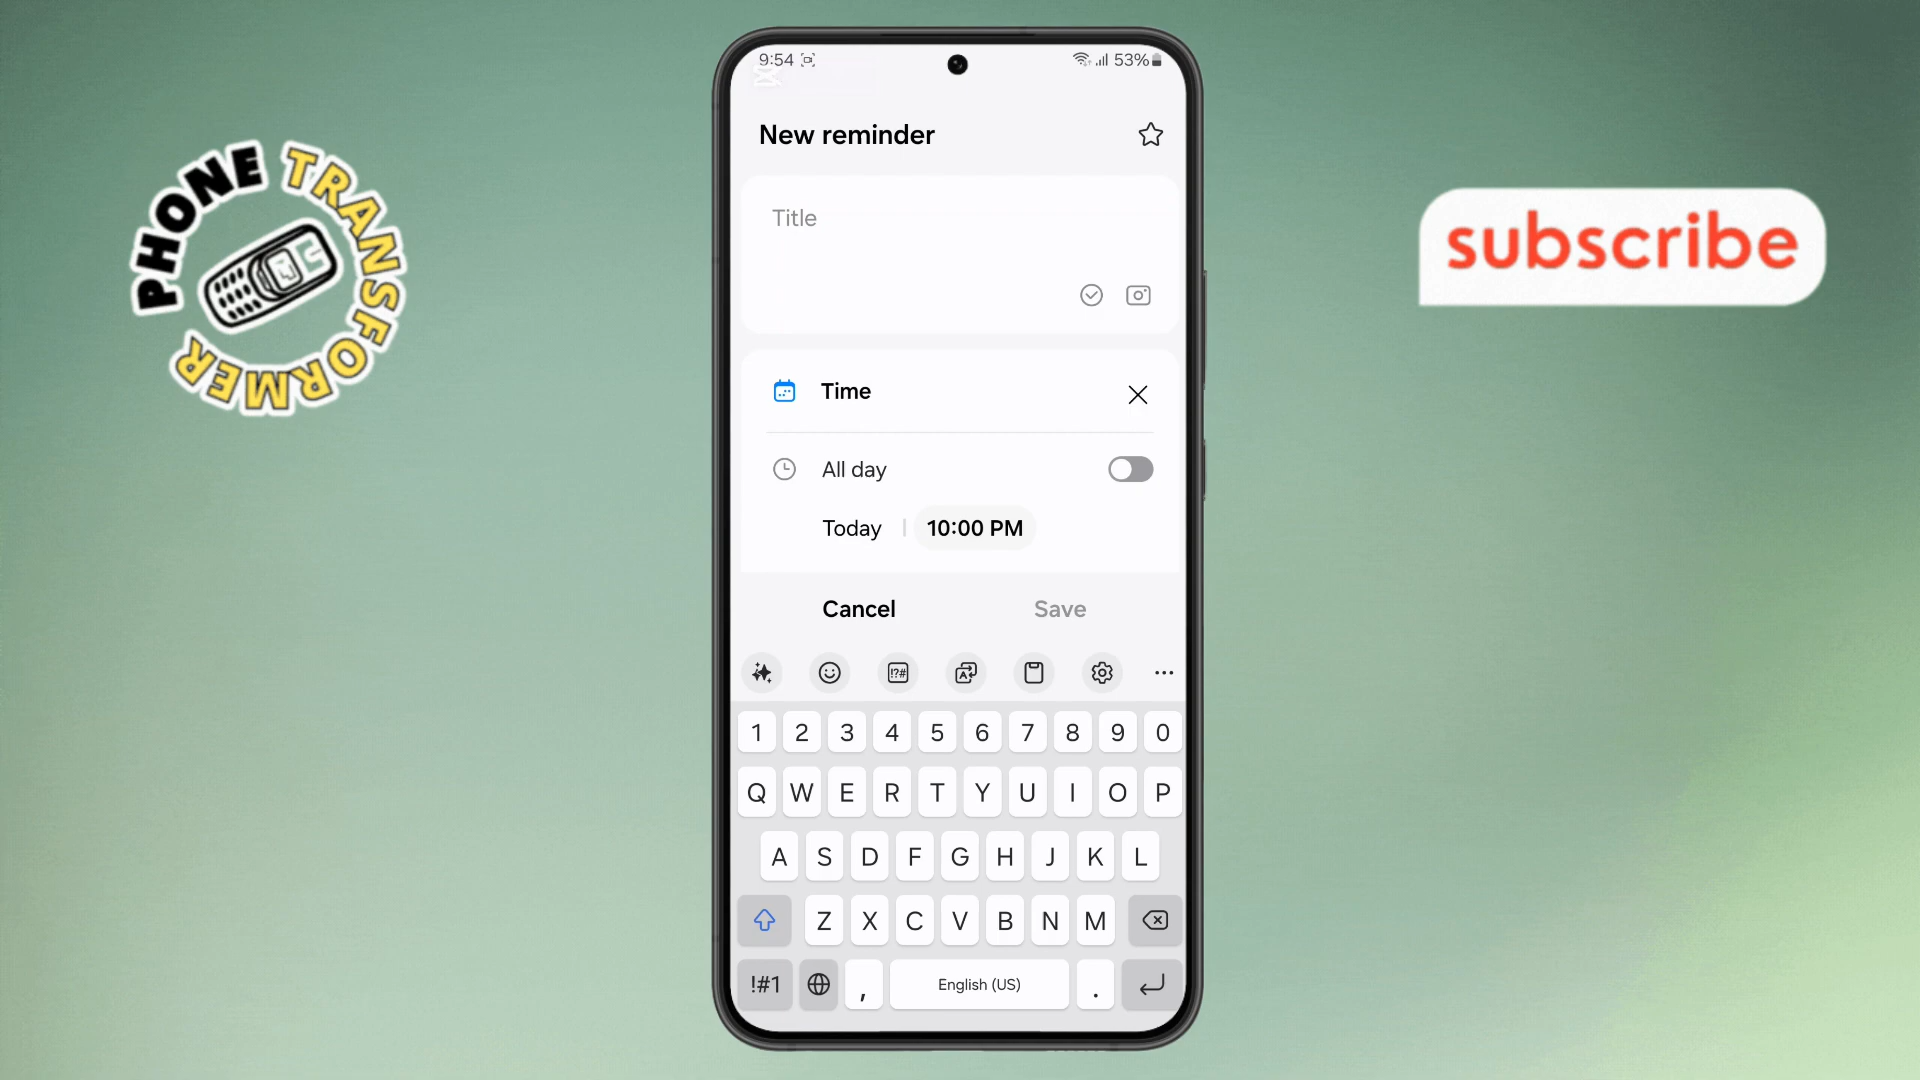 PHONE TRANSFORMER
subscribe
9:54
53%
New reminder
Title
Time
All day
Today | 10:00 PM
Cancel
Save
!?#
A
1 2 3 4 5 6 7 8 9 0
Q W E R T Y U I O P
A S D F G H J K L
Z X C V B N M
!#1 , English (US) .